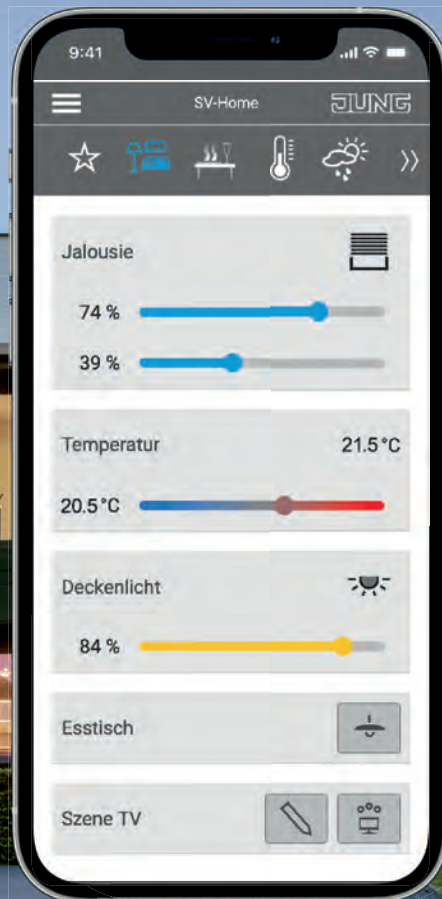 9:41
SV-Home
JUNG
Jalousie
74 %
39 %
Temperatur
21.5°C
20.5°C
Deckenlicht
84 %
Esstisch
Szene TV